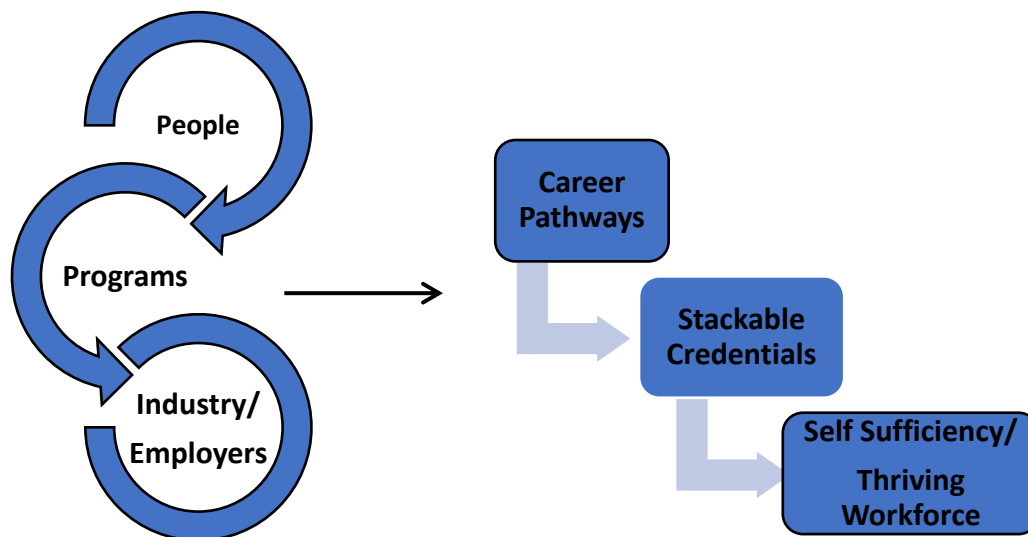 People
Programs
Industry/
Employers
Career
Pathways
Stackable
Credentials
Self Sufficiency/
Thriving
Workforce